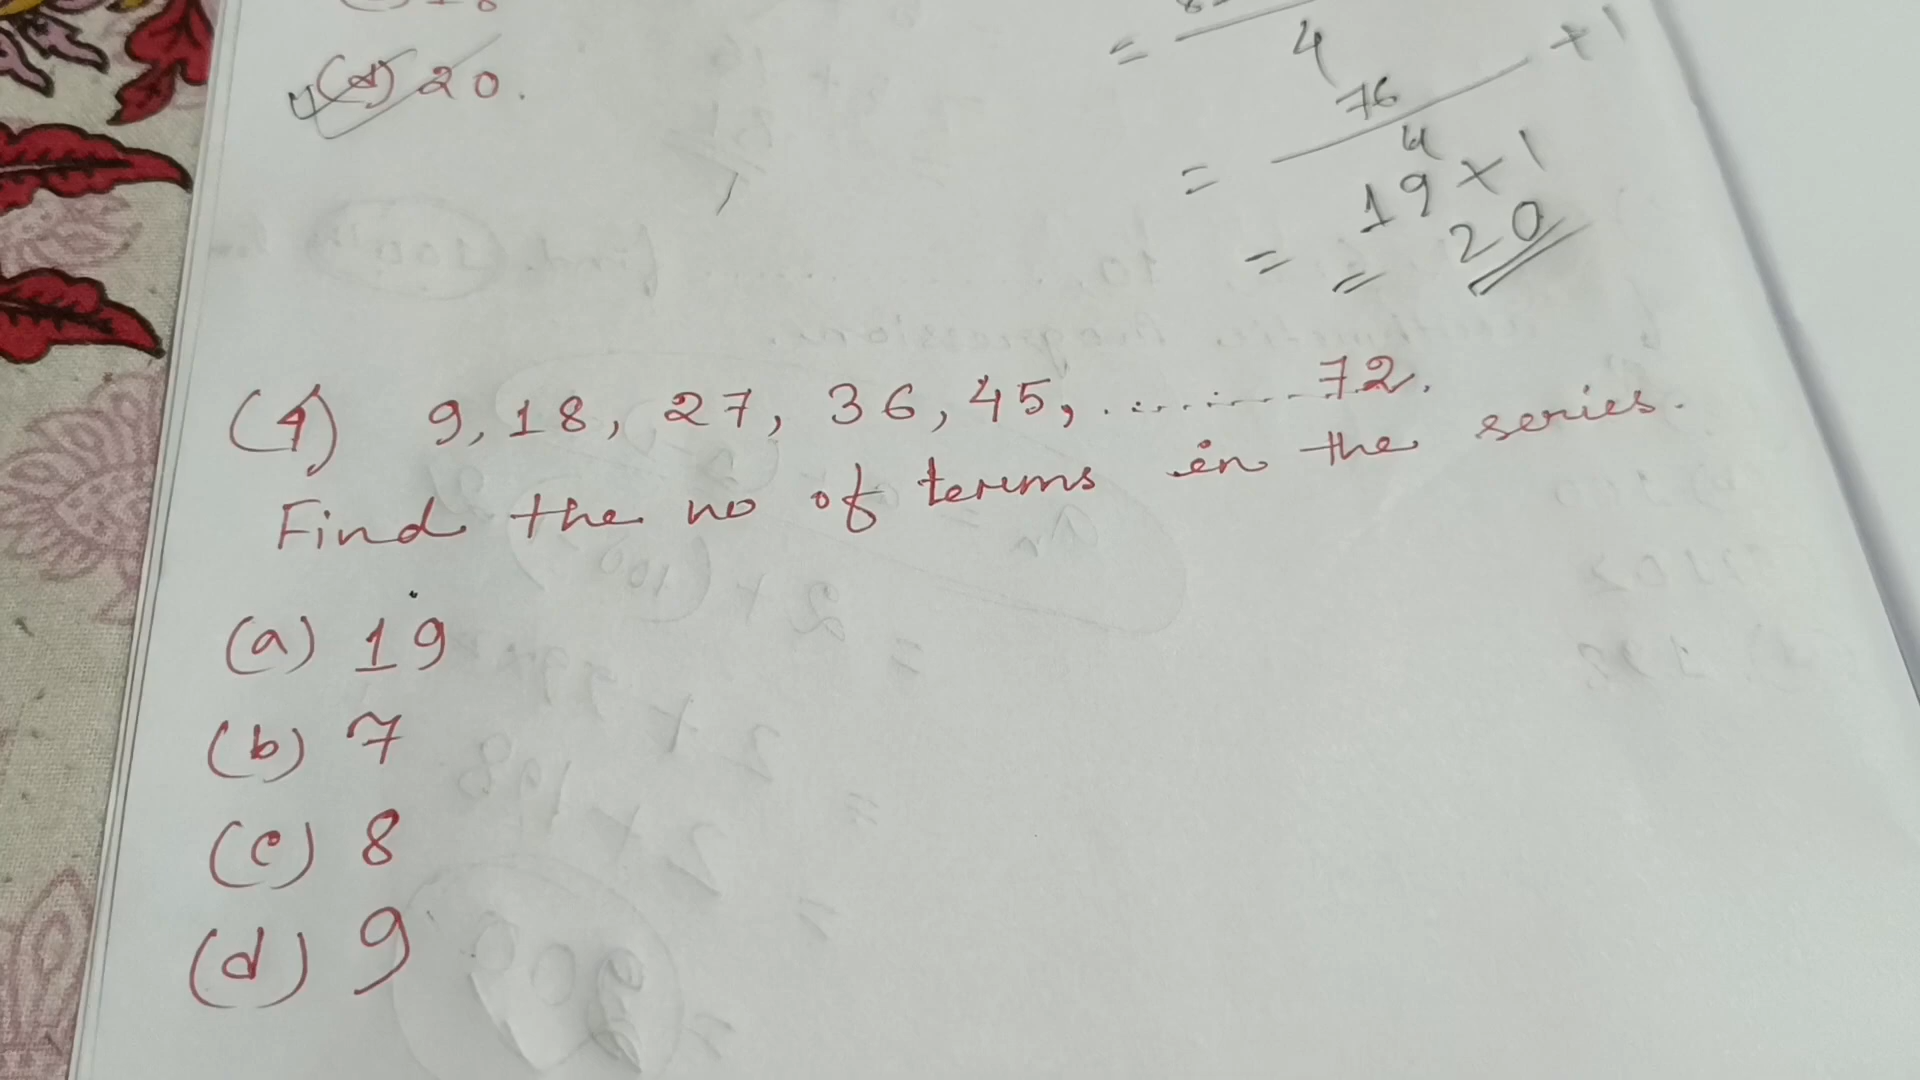 (d) 20.
4
+ 1
= 76
4
= 19 + 1
= 20
(4) 9, 18, 27, 36, 45, ........... 72.
Find the no of terms in the series.
(a) 19
(b) 7
(c) 8
(d) 9